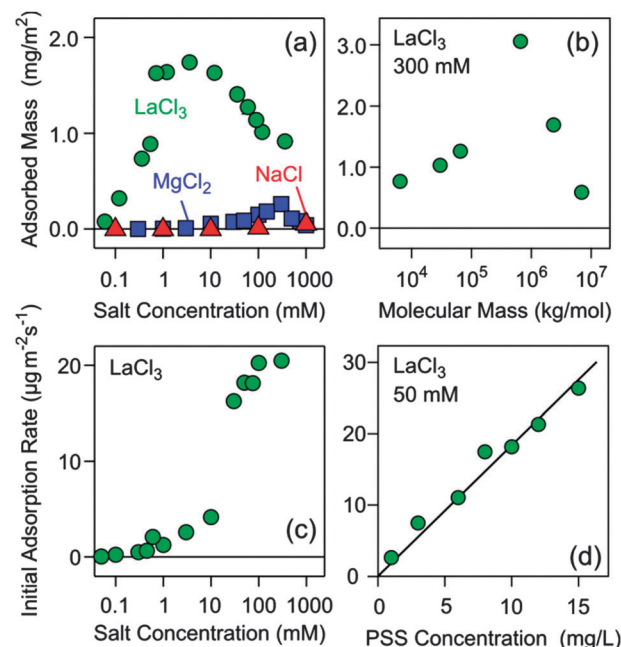 (a)
2.0
1.0
0.0
Adsorbed Mass (mg/m²)
LaCl₃
MgCl₂
NaCl
0.1 1 10 100 1000
Salt Concentration (mM)
LaCl₃
300 mM
(b)
3.0
2.0
1.0
0.0
10⁴ 10⁵ 10⁶ 10⁷
Molecular Mass (kg/mol)
LaCl₃
20
10
0
Initial Adsorption Rate (µg m⁻²s⁻¹)
(c)
0.1 1 10 100 1000
Salt Concentration (mM)
LaCl₃
50 mM
30
20
10
0
(d)
0 5 10 15
PSS Concentration (mg/L)